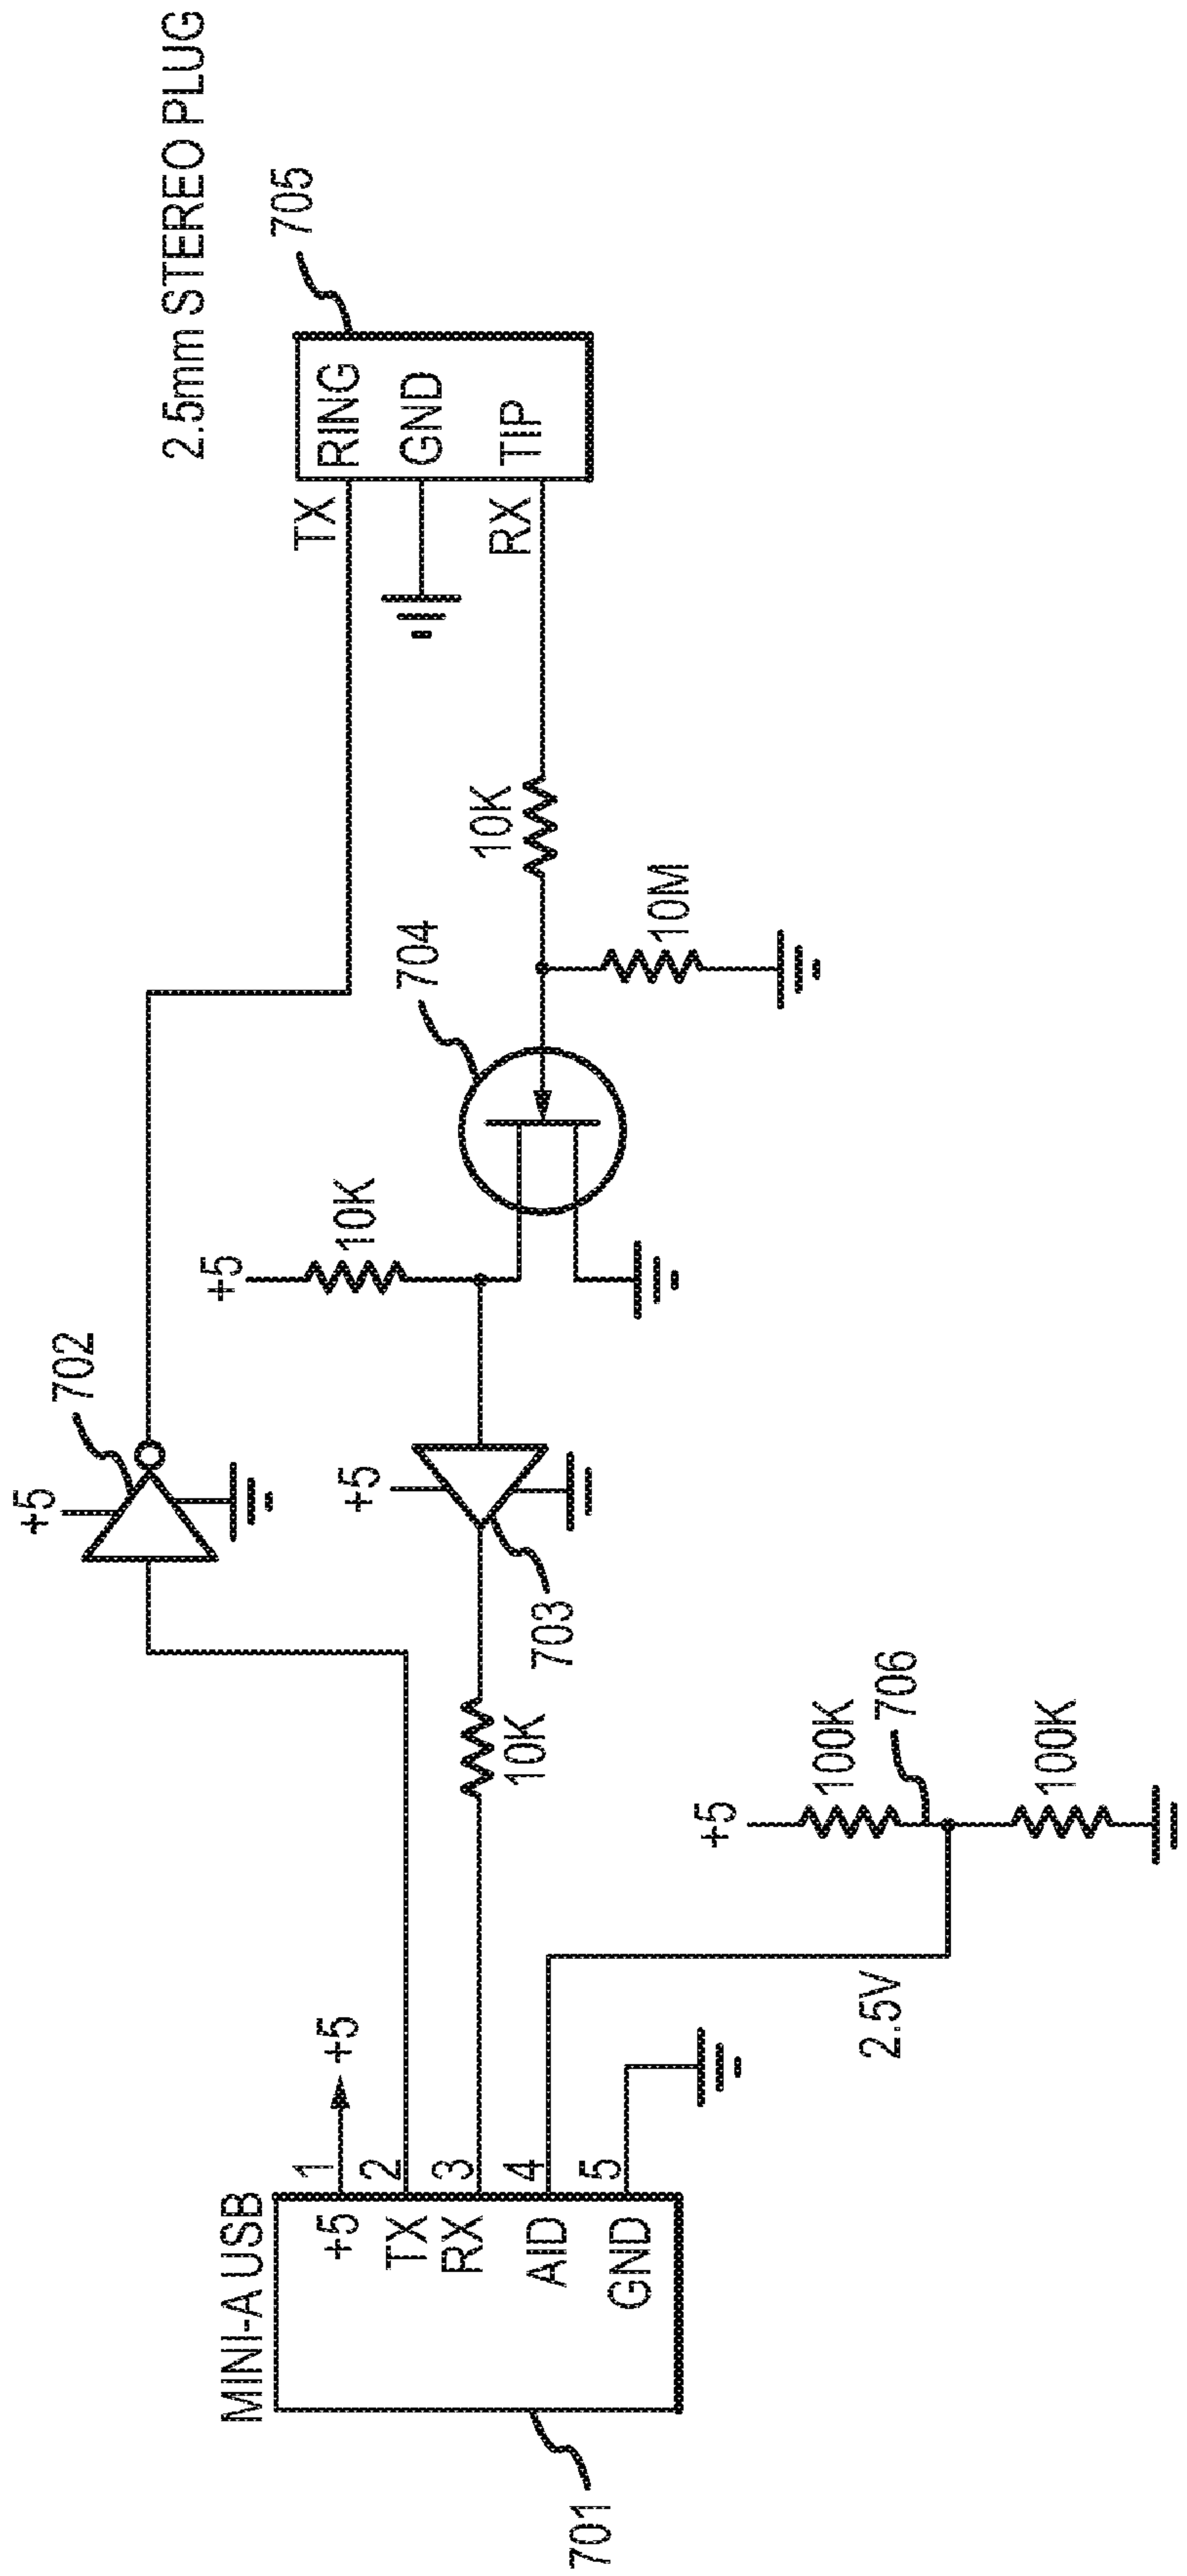 2.5mm STEREO PLUG
705
TX
RING
GND
RX
TIP
+5
702
+5
10K
704
10K
10M
+5
703
10K
MINI-A USB
+5
1
+5
TX
2
RX
3
AID
4
GND
5
701
2.5V
+5
100K
706
100K